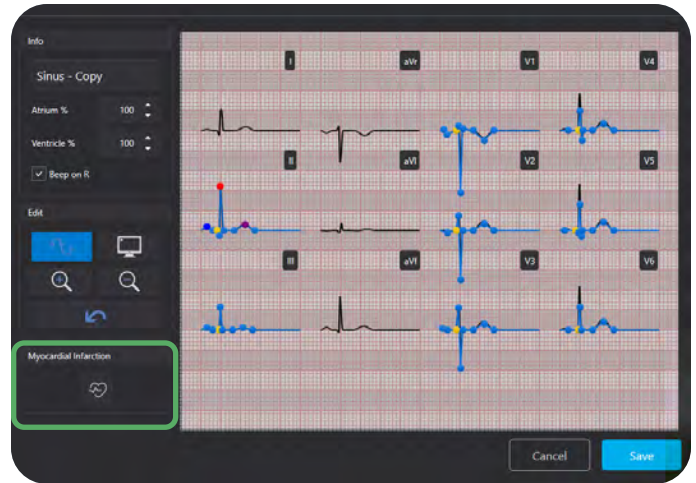 Info
Sinus - Copy
Atrium % 100
Ventricle % 100
Beep on R
Edit
Myocardial Infarction
I aVr V1 V4
II aVl V2 V5
III aVf V3 V6
Cancel Save